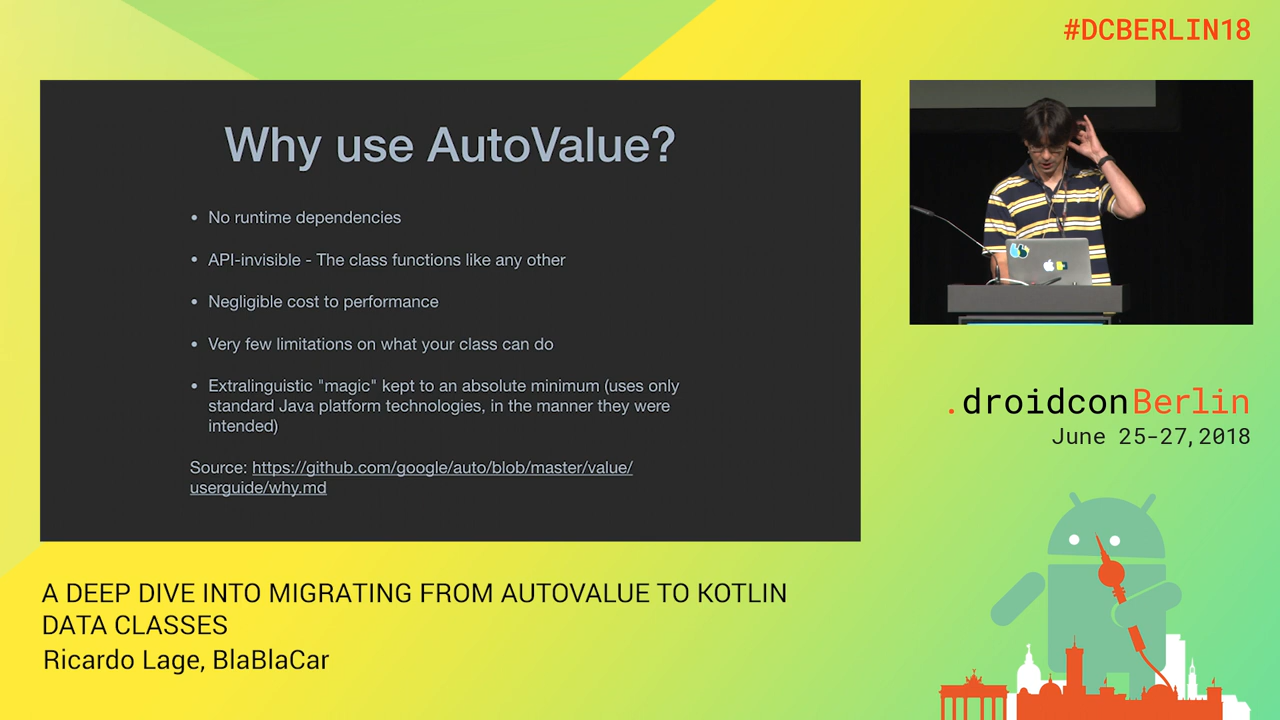 #DCBERLIN18
Why use AutoValue?
• No runtime dependencies
• API-invisible - The class functions like any other
• Negligible cost to performance
• Very few limitations on what your class can do
• Extralinguistic "magic" kept to an absolute minimum (uses only
standard Java platform technologies, in the manner they were
intended)
Source: https://github.com/google/auto/blob/master/value/
userguide/why.md
.droidconBerlin
June 25-27, 2018
A DEEP DIVE INTO MIGRATING FROM AUTOVALUE TO KOTLIN
DATA CLASSES
Ricardo Lage, BlaBlaCar